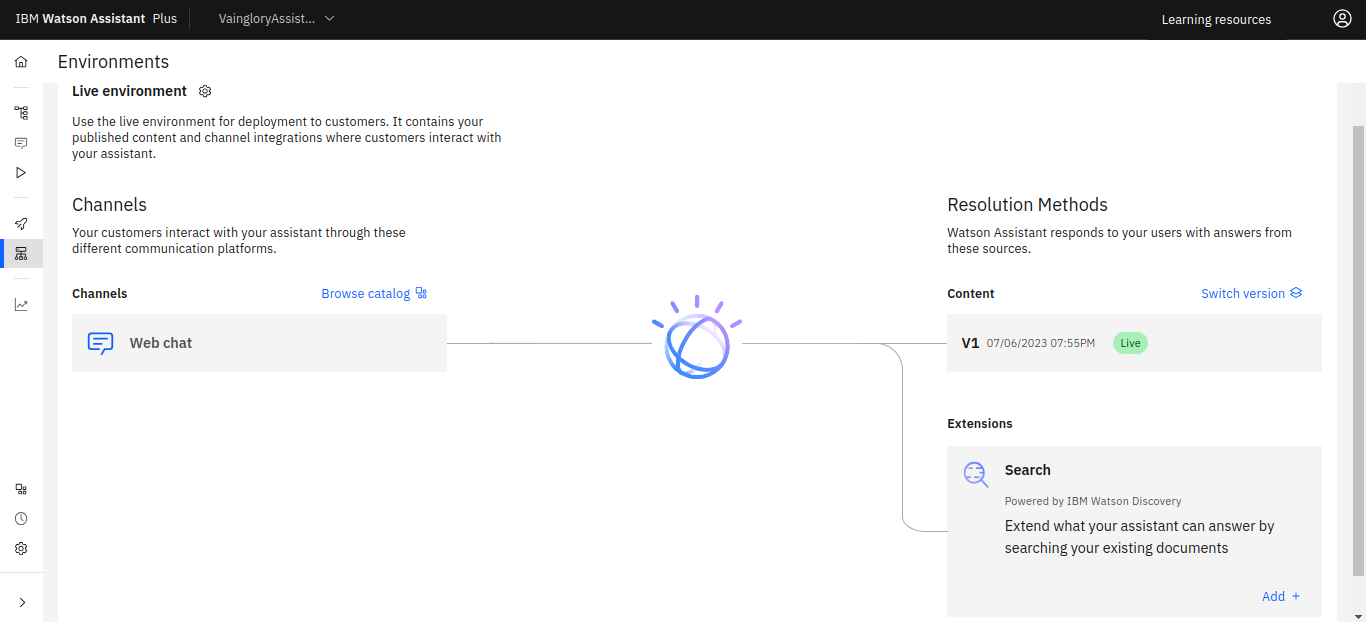 IBM Watson Assistant Plus
VaingloryAssist...
Learning resources
Environments
Live environment
Use the live environment for deployment to customers. It contains your
published content and channel integrations where customers interact with
your assistant.
Channels
Your customers interact with your assistant through these
different communication platforms.
Channels
Browse catalog
Web chat
Resolution Methods
Watson Assistant responds to your users with answers from
these sources.
Content
Switch version
V1 07/06/2023 07:55PM Live
Extensions
Search
Powered by IBM Watson Discovery
Extend what your assistant can answer by
searching your existing documents
Add +